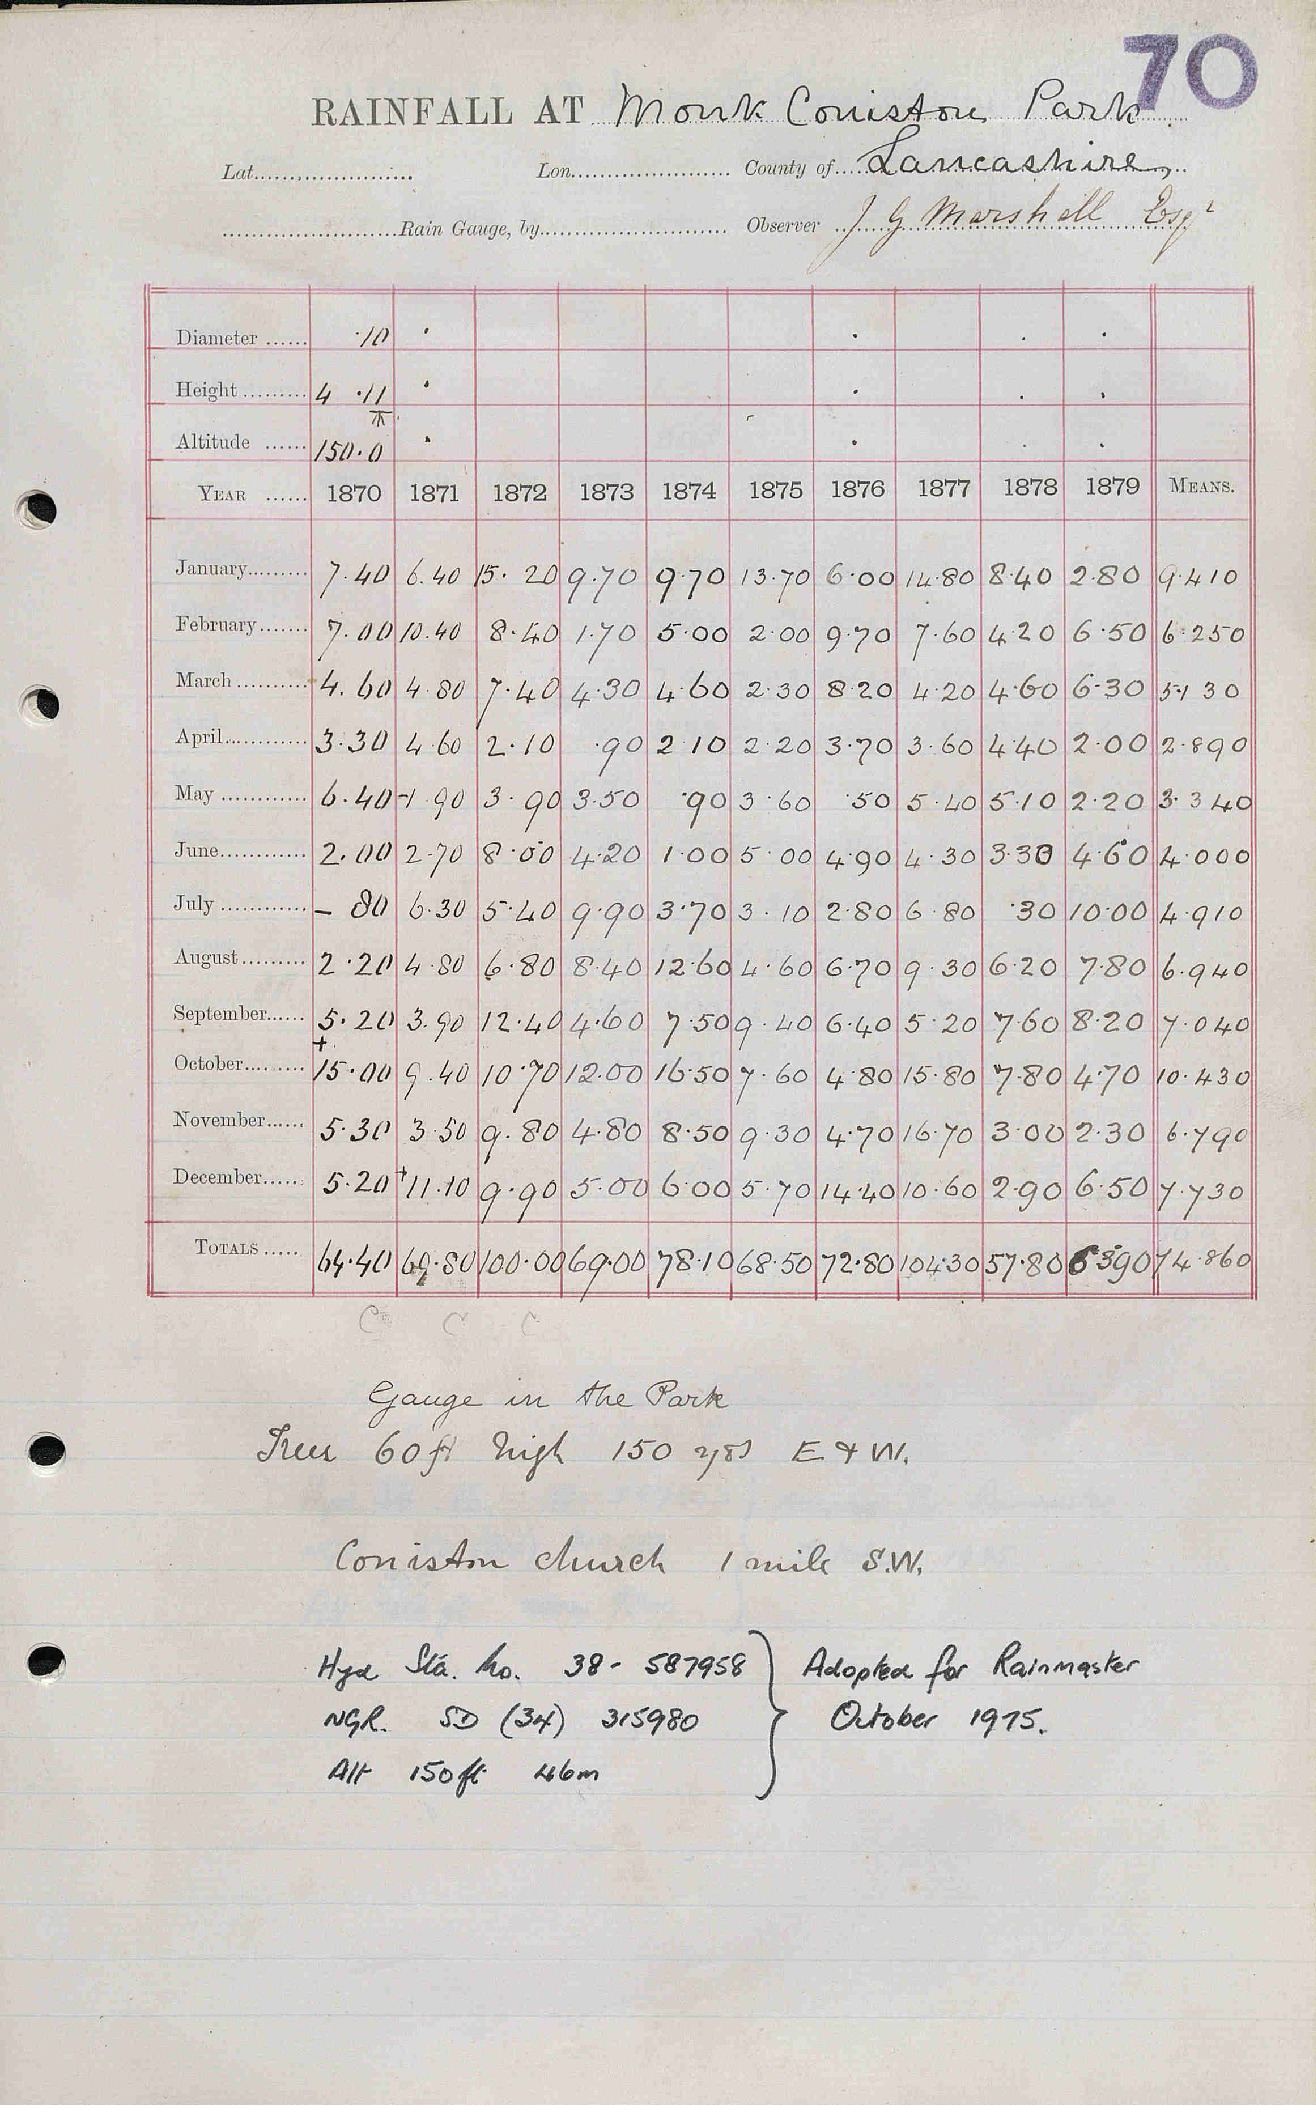 70
RAINFALL AT Monk Coniston Park.
Lat. Lon. County of Lancashire,
Rain Gauge, by Observer J G Marshall Esqr
Diameter ...... ·10
Height ......... 4 ·11
Altitude ...... 150·0
YEAR ...... 1870 1871 1872 1873 1874 1875 1876 1877 1878 1879 MEANS.
January......... 7.40 6.40 15.20 9.70 9.70 13.70 6.00 14.80 8.40 2.80 9.410
February....... 7.00 10.40 8.40 1.70 5.00 2.00 9.70 7.60 4.20 6.50 6.250
March .......... 4.60 4.80 7.40 4.30 4.60 2.30 8.20 4.20 4.60 6.30 5.130
April............. 3.30 4.60 2.10 .90 2.10 2.20 3.70 3.60 4.40 2.00 2.890
May ............ 6.40 1.90 3.90 3.50 .90 3.60 .50 5.40 5.10 2.20 3.340
June............ 2.00 2.70 8.00 4.20 1.00 5.00 4.90 4.30 3.30 4.60 4.000
July ............ – 80 6.30 5.40 9.90 3.70 3.10 2.80 6.80 .30 10.00 4.910
August......... 2.20 4.80 6.80 8.40 12.60 4.60 6.70 9.30 6.20 7.80 6.940
September...... 5.20 3.90 12.40 4.60 7.50 9.40 6.40 5.20 7.60 8.20 7.040
October......... +15.00 9.40 10.70 12.00 16.50 7.60 4.80 15.80 7.80 4.70 10.430
November...... 5.30 3.50 9.80 4.80 8.50 9.30 4.70 16.70 3.00 2.30 6.790
December...... 5.20 +11.10 9.90 5.00 6.00 5.70 14.40 10.60 2.90 6.50 7.730
TOTALS ..... 64.40 69.80 100.00 69.00 78.10 68.50 72.80 104.30 57.80 63.90 74.860
C C C
Gauge in the Park
Trees 60 ft high 150 yds E & W.
Coniston church 1 mile S.W.
Hyd Sta. No. 38 - 587958 } Adopted for Rainmaster
NGR. SD (34) 315980 October 1975.
Alt 150ft 46m